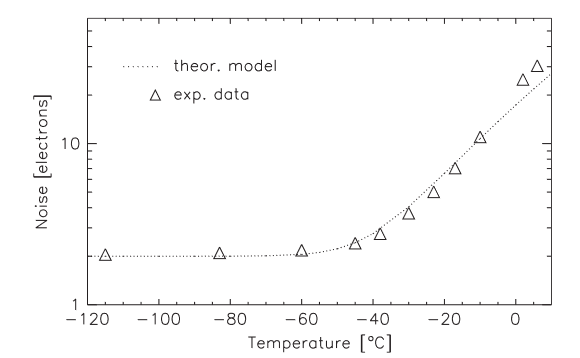 theor. model
exp. data
10
1
Noise [electrons]
−120 −100 −80 −60 −40 −20 0
Temperature [°C]